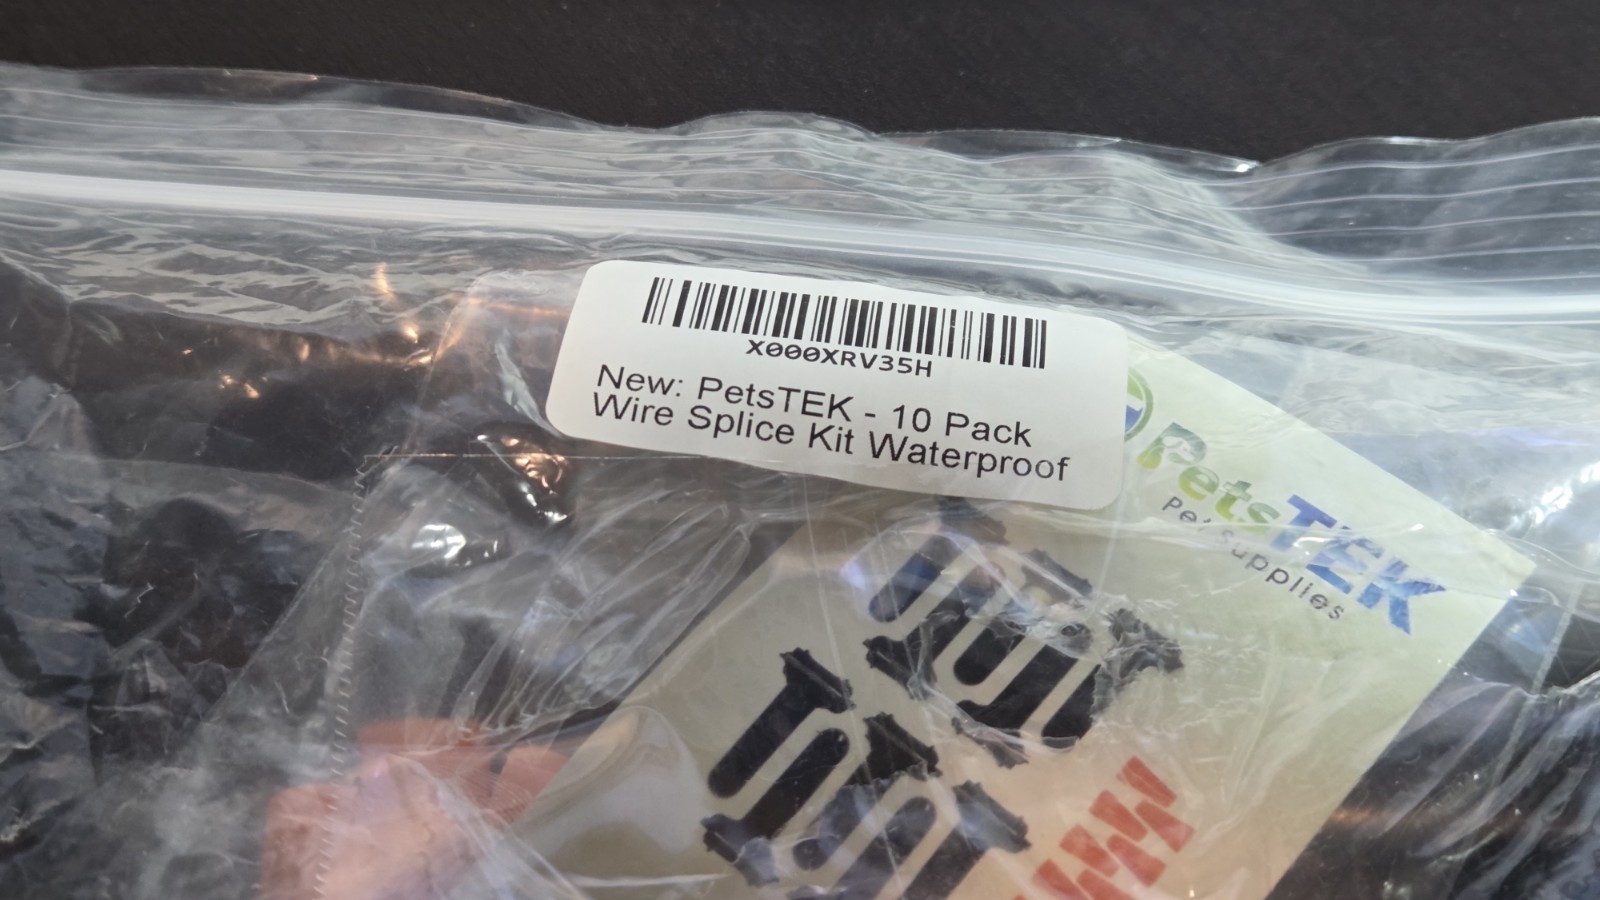 X000XRV35H
New: PetsTEK - 10 Pack
Wire Splice Kit Waterproof
PetsTEK
Pet Supplies